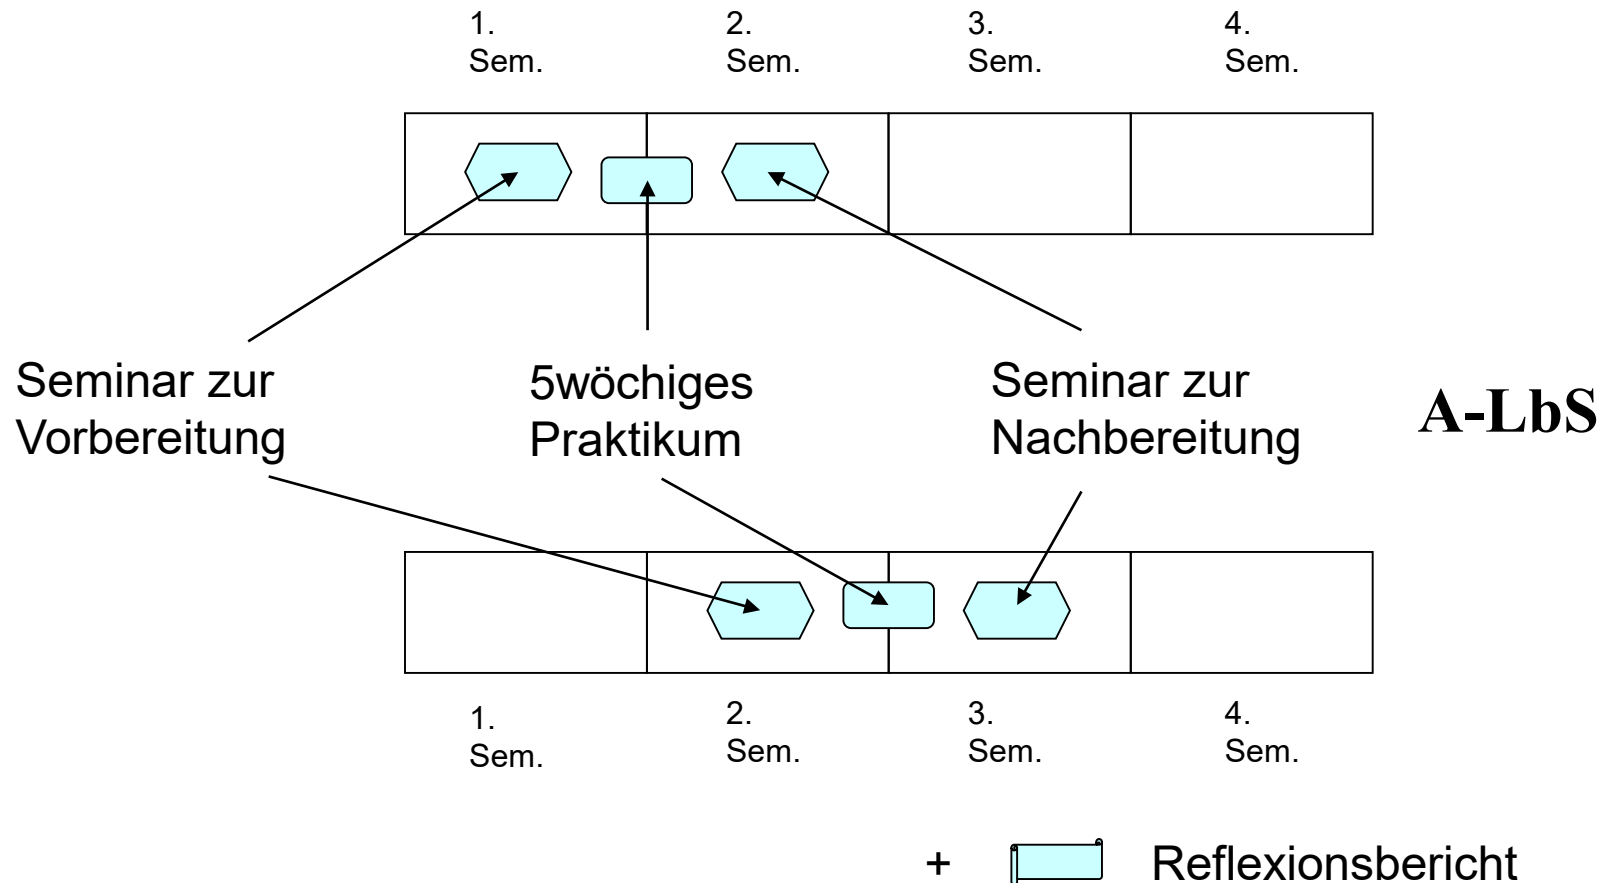 1.
Sem.
2.
Sem.
3.
Sem.
4.
Sem.
Seminar zur
Vorbereitung
5wöchiges
Praktikum
Seminar zur
Nachbereitung
A-LbS
1.
Sem.
2.
Sem.
3.
Sem.
4.
Sem.
+ Reflexionsbericht